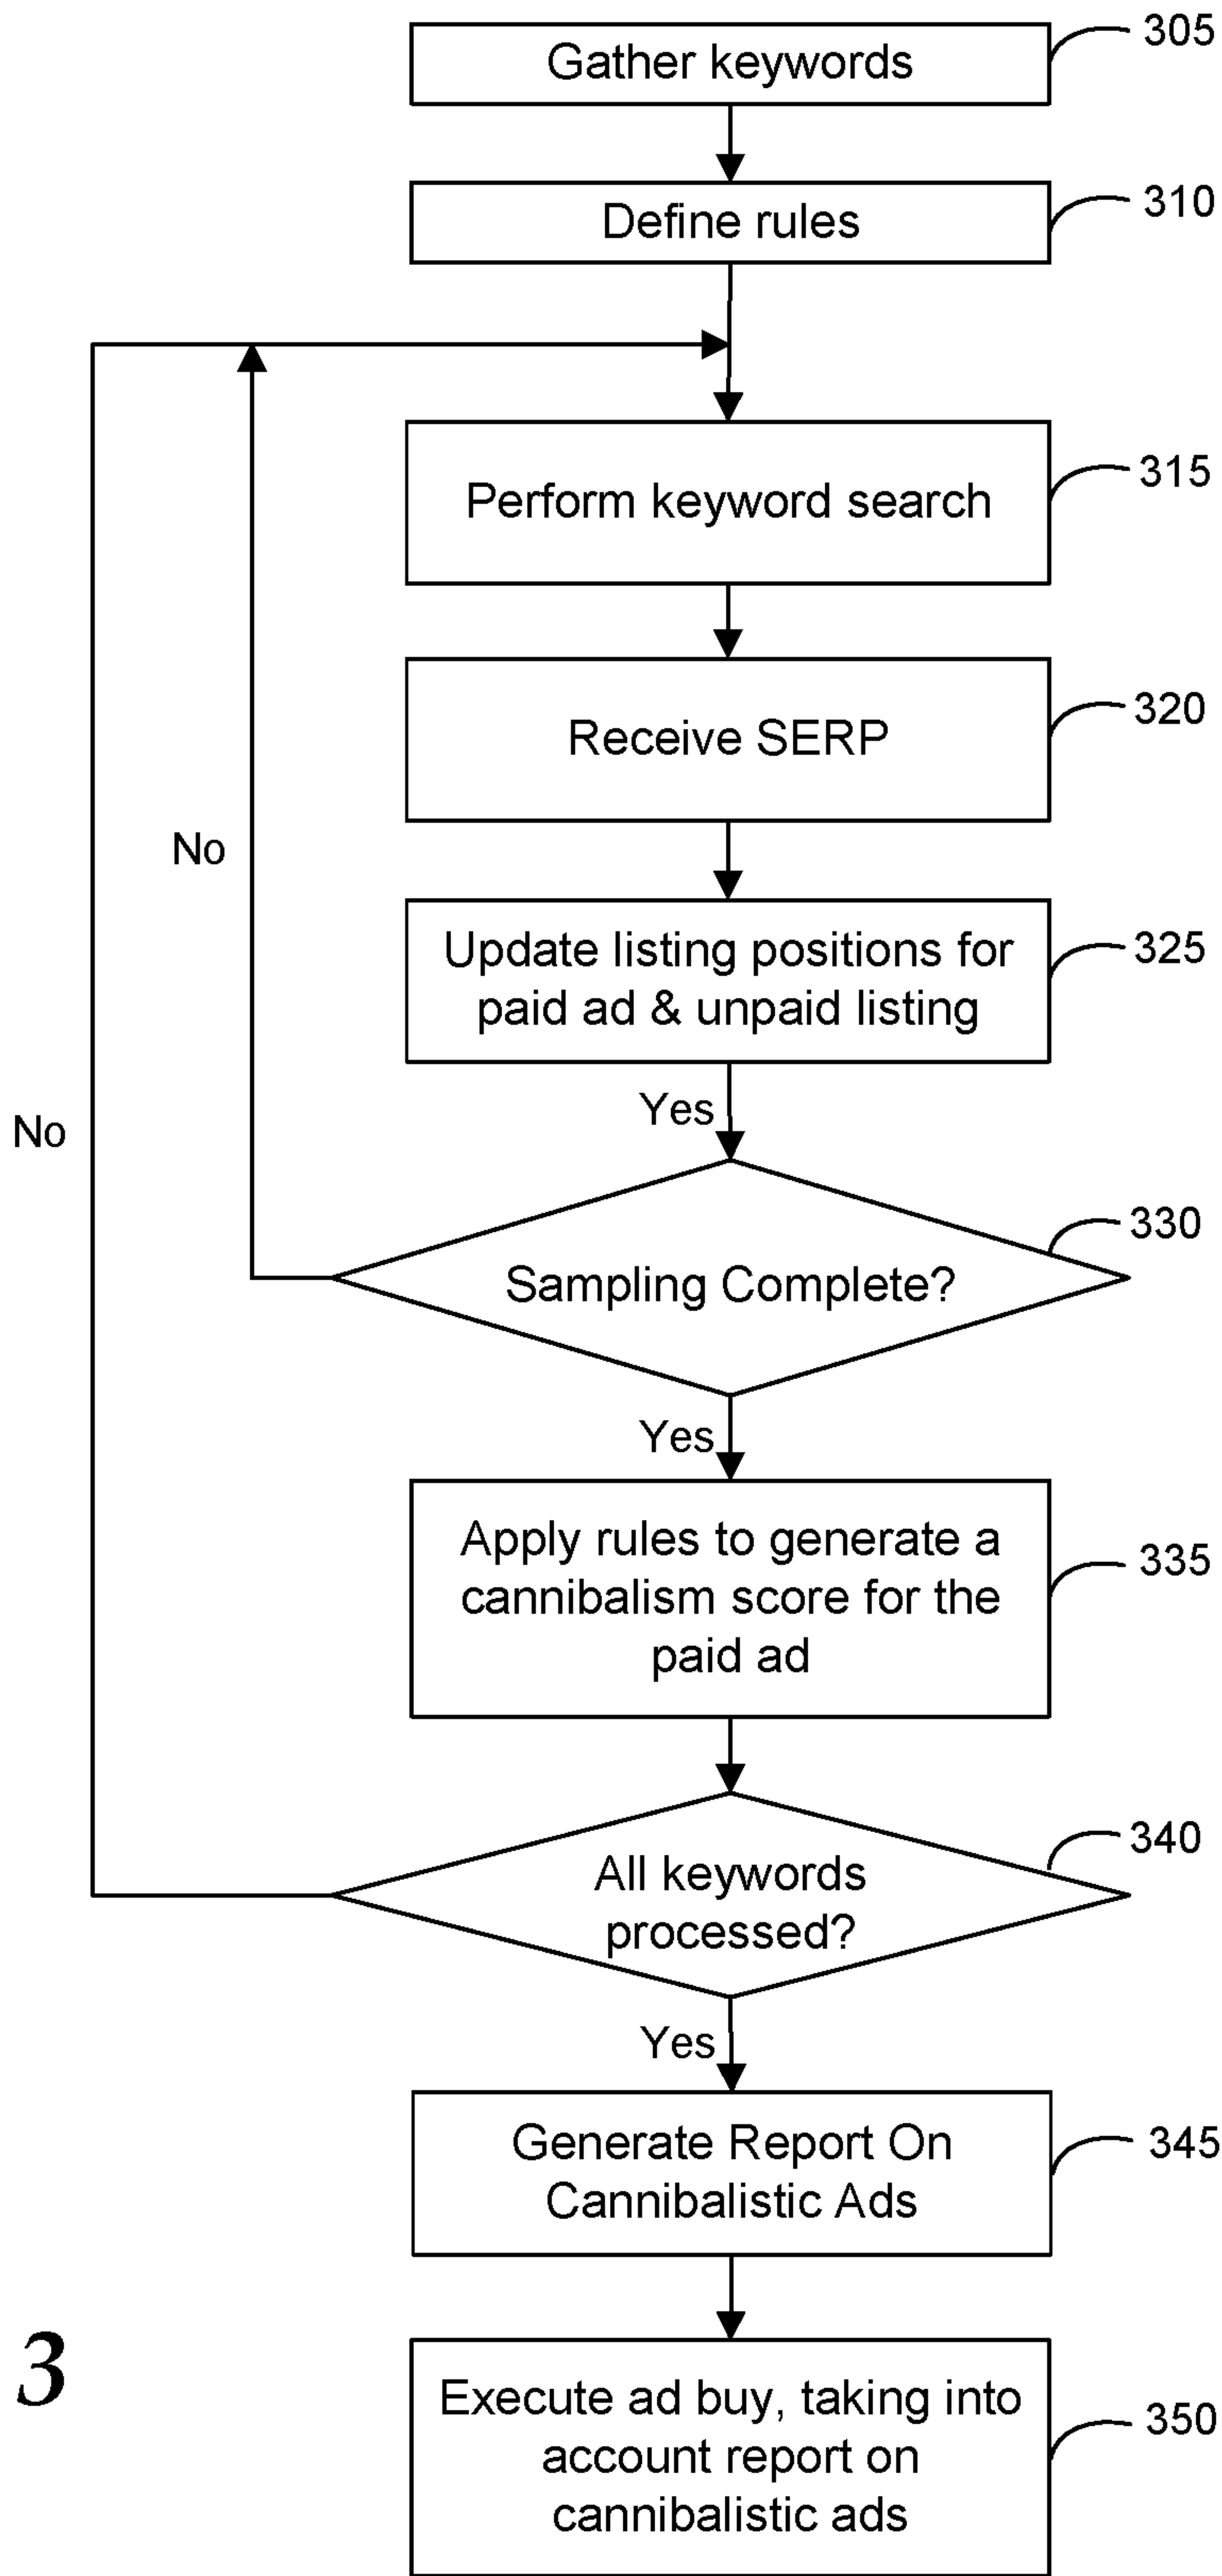 Gather keywords
305
Define rules
310
Perform keyword search
315
Receive SERP
320
No
Update listing positions for
paid ad & unpaid listing
325
Yes
No
Sampling Complete?
330
Yes
Apply rules to generate a
cannibalism score for the
paid ad
335
All keywords
processed?
340
Yes
Generate Report On
Cannibalistic Ads
345
3
Execute ad buy, taking into
account report on
cannibalistic ads
350